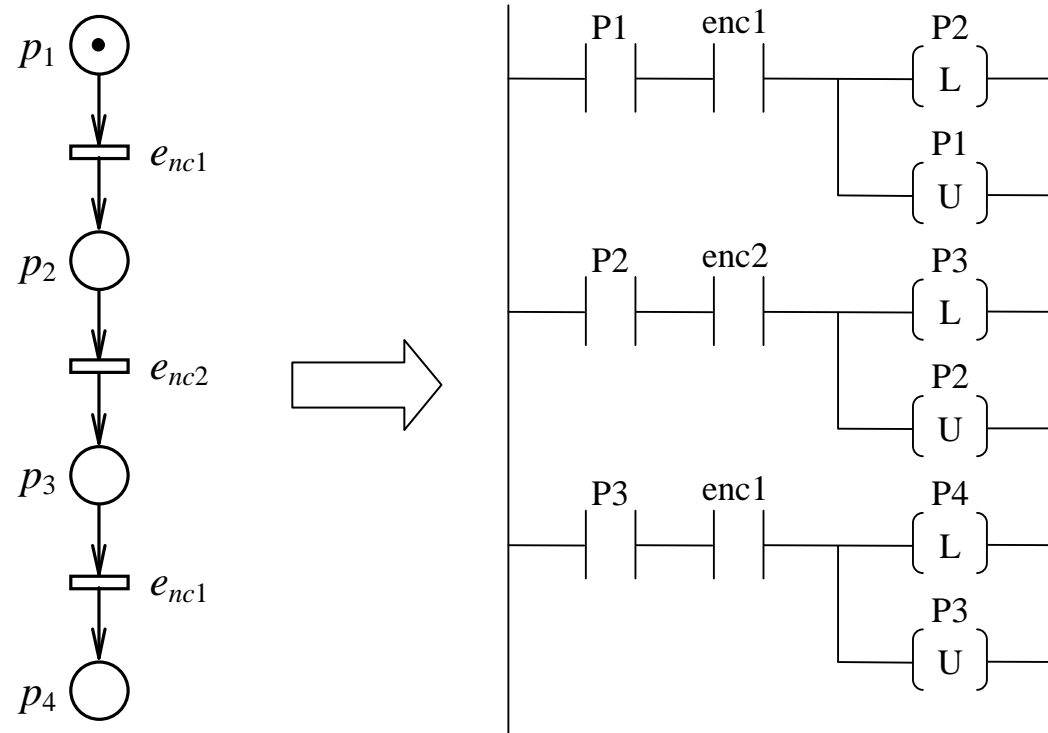 p1
enc1
p2
enc2
p3
enc1
p4
P1 enc1 P2
L
P1
U
P2 enc2 P3
L
P2
U
P3 enc1 P4
L
P3
U